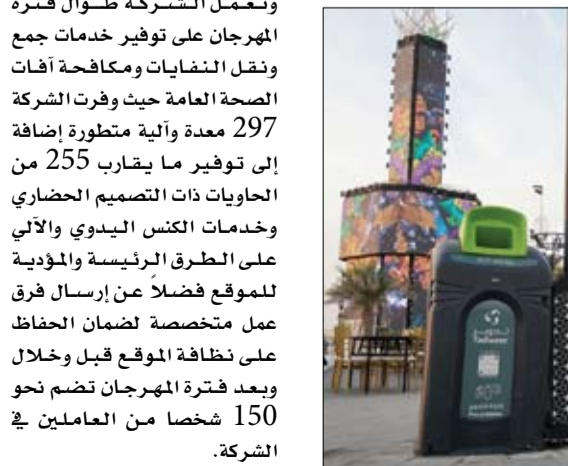 وتعمل الشركة طوال فترة
المهرجان على توفير خدمات جمع
ونقل النفايات ومكافحة آفات
الصحة العامة حيث وفرت الشركة
297 معدة وآلية متطورة إضافة
إلى توفير ما يقارب 255 من
الحاويات ذات التصميم الحضاري
وخدمات الكنس اليدوي والآلي
على الطرق الرئيسة والمؤدية
للموقع فضلاً عن إرسال فرق
عمل متخصصة لضمان الحفاظ
على نظافة الموقع قبل وخلال
وبعد فترة المهرجان تضم نحو
150 شخصا من العاملين في
الشركة.
تدوير
Tadweer